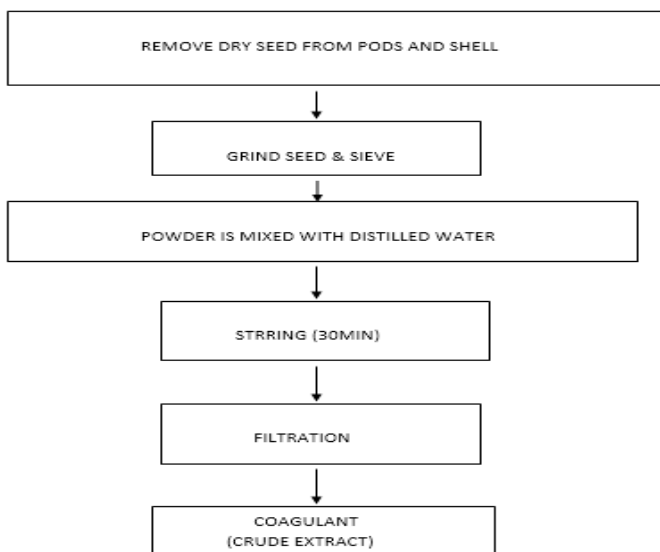 REMOVE DRY SEED FROM PODS AND SHELL
GRIND SEED & SIEVE
POWDER IS MIXED WITH DISTILLED WATER
STRRING (30MIN)
FILTRATION
COAGULANT
(CRUDE EXTRACT)